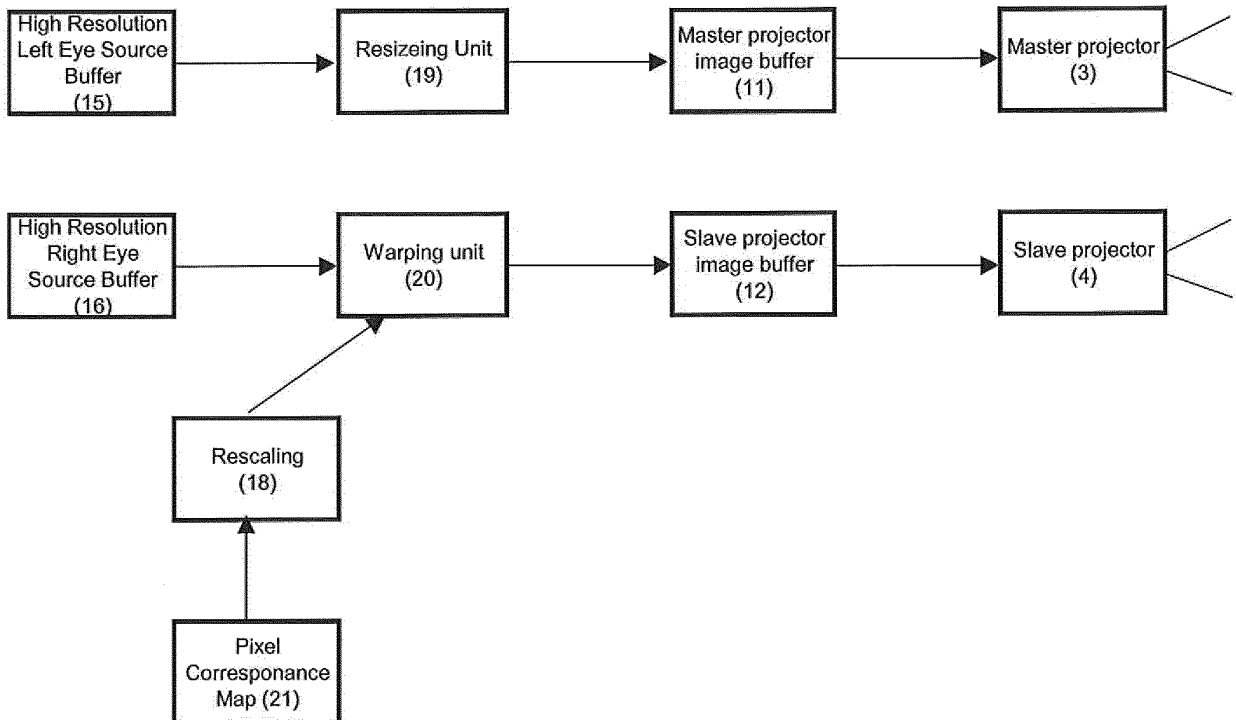 High Resolution
Left Eye Source
Buffer
(15)
Resizeing Unit
(19)
Master projector
image buffer
(11)
Master projector
(3)
High Resolution
Right Eye
Source Buffer
(16)
Warping unit
(20)
Slave projector
image buffer
(12)
Slave projector
(4)
Rescaling
(18)
Pixel
Corresponance
Map (21)